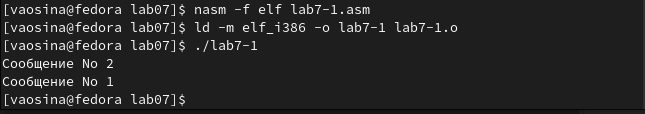 [vaosina@fedora lab07]$ nasm -f elf lab7-1.asm
[vaosina@fedora lab07]$ ld -m elf_i386 -o lab7-1 lab7-1.o
[vaosina@fedora lab07]$ ./lab7-1
Сообщение No 2
Сообщение No 1
[vaosina@fedora lab07]$